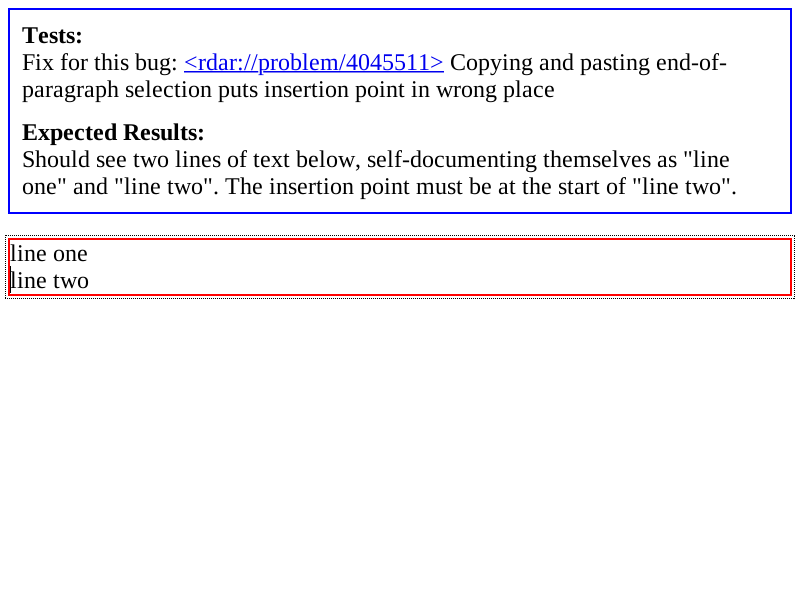 Tests:
Fix for this bug: <rdar://problem/4045511> Copying and pasting end-of-
paragraph selection puts insertion point in wrong place
Expected Results:
Should see two lines of text below, self-documenting themselves as "line
one" and "line two". The insertion point must be at the start of "line two".
line one
line two